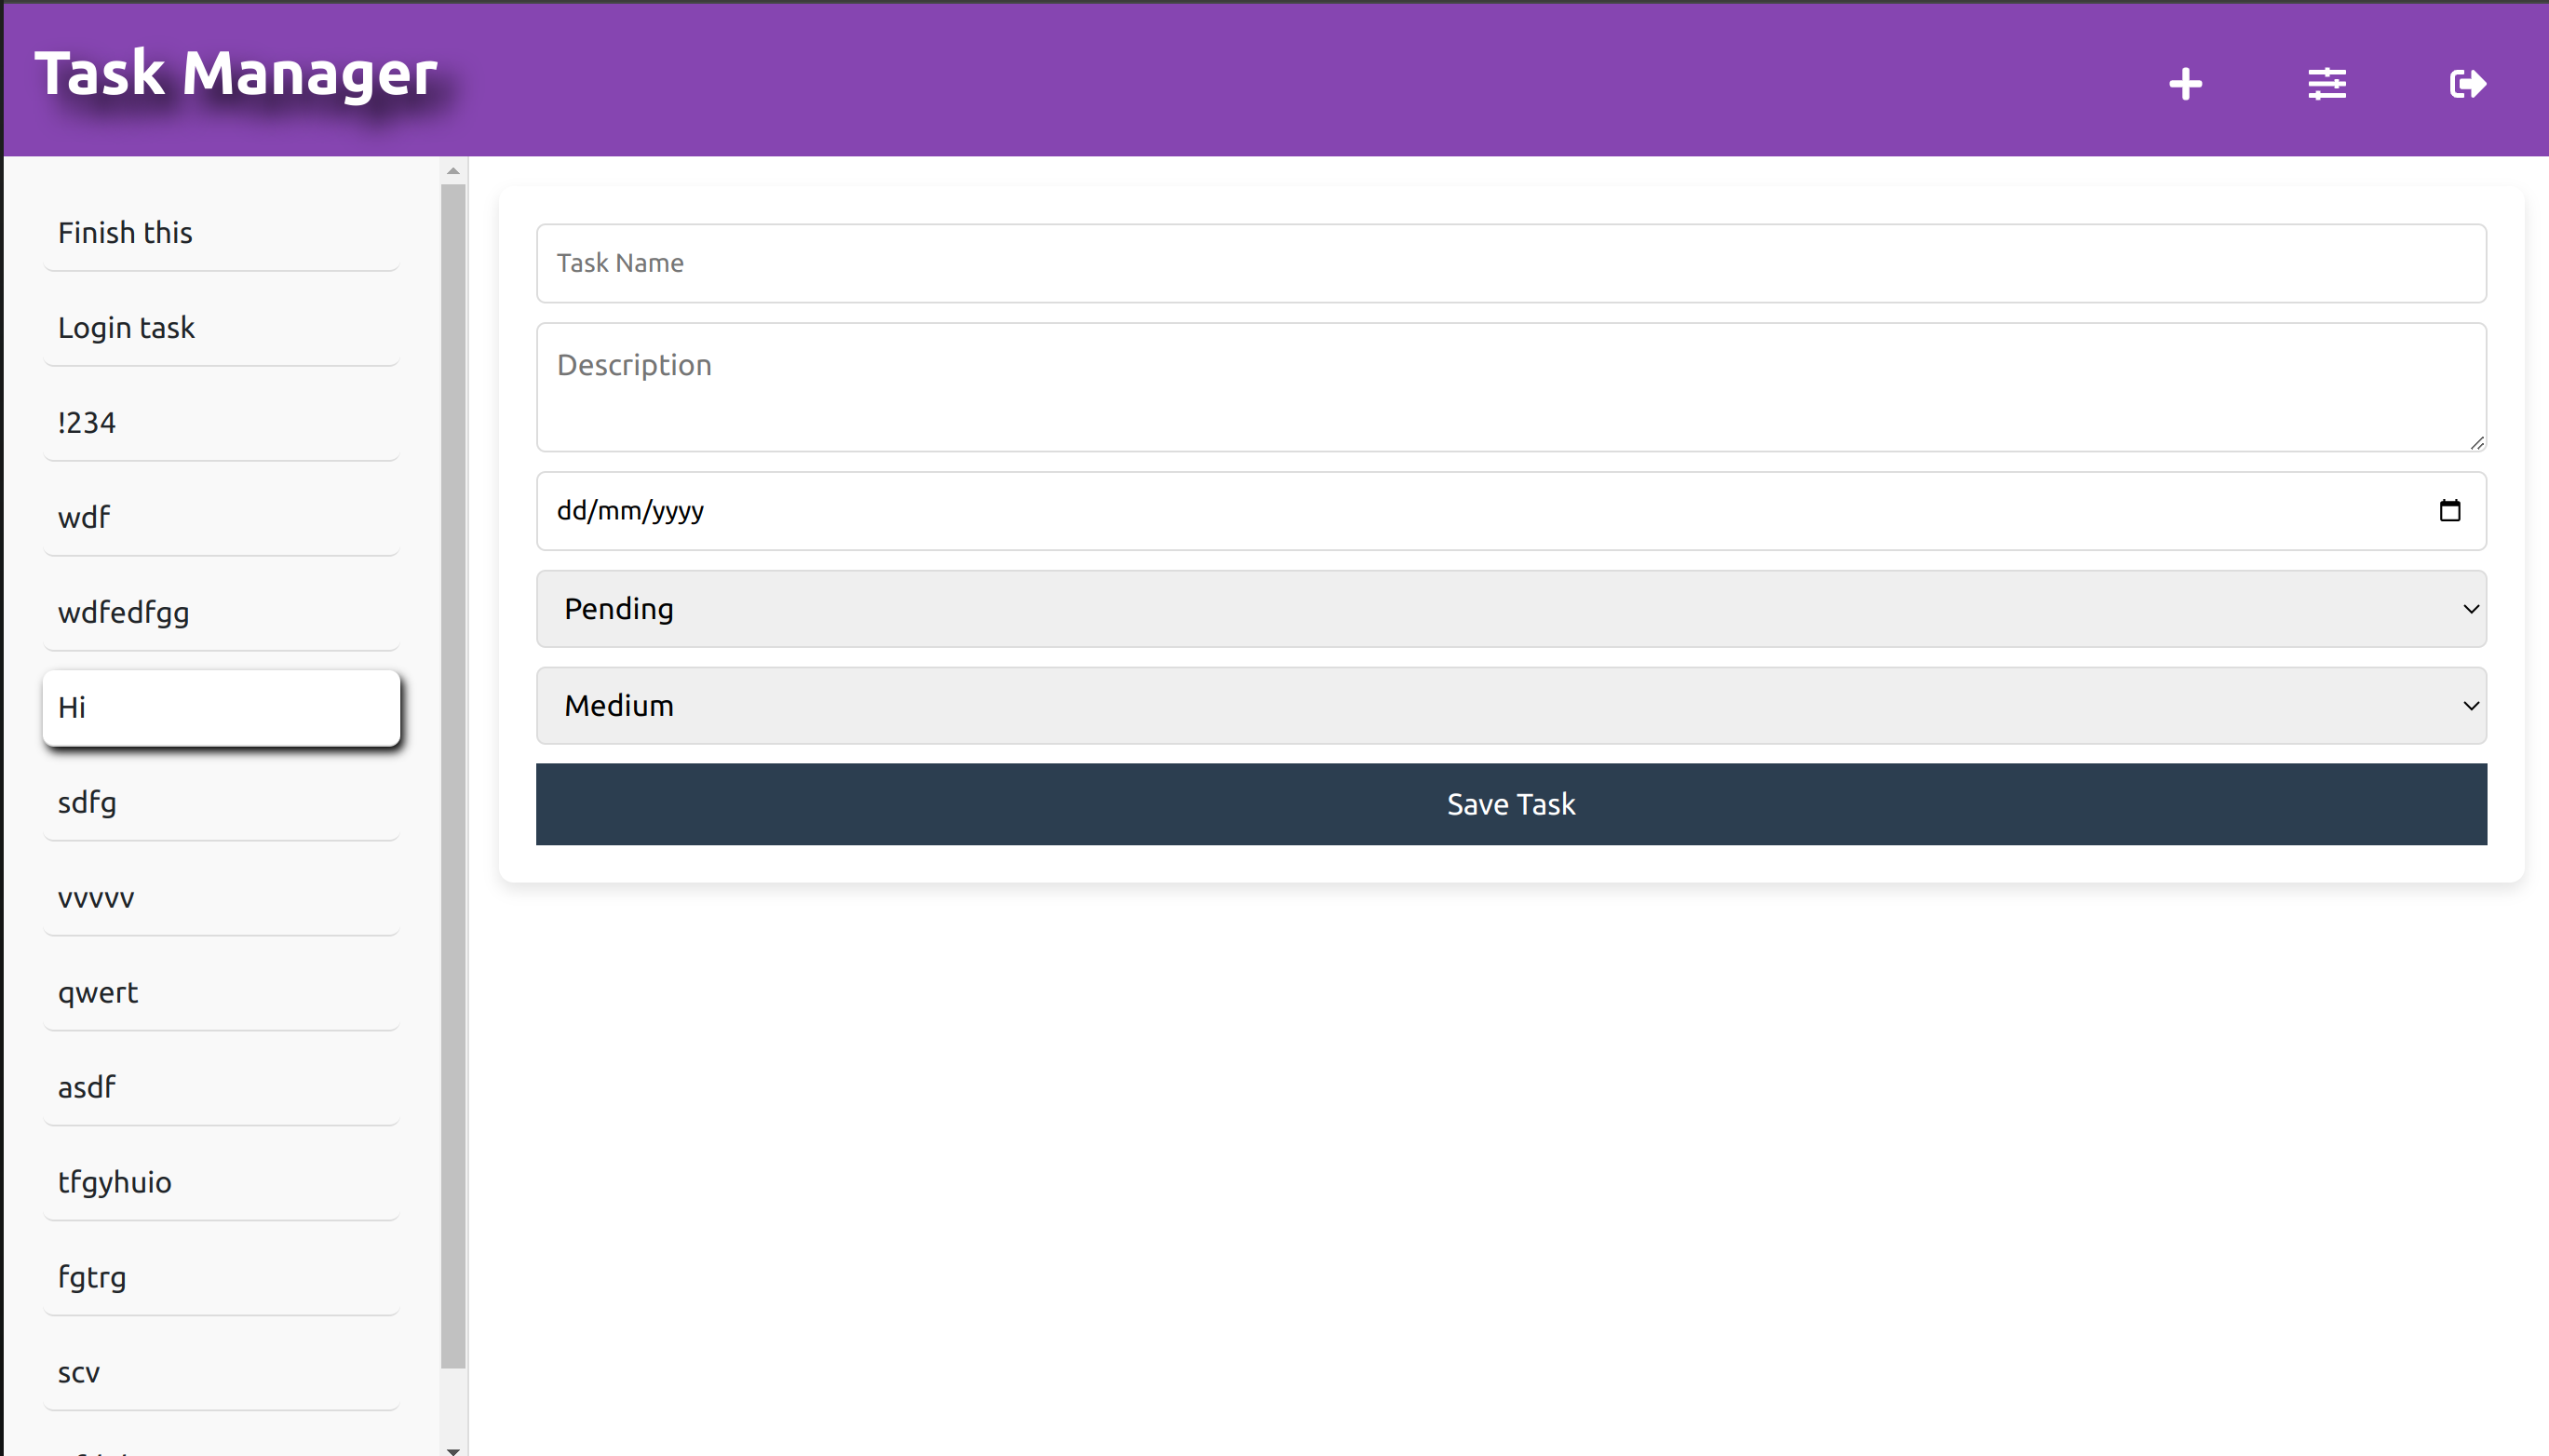 Task Manager
Finish this
Login task
!234
wdf
wdfedfgg
Hi
sdfg
vvvvv
qwert
asdf
tfgyhuio
fgtrg
scv
Task Name
Description
dd/mm/yyyy
Pending
Medium
Save Task